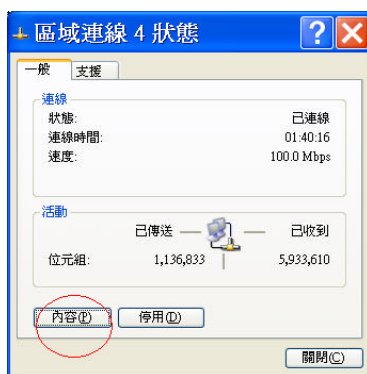 區域連線 4 狀態
一般 支援
連線
狀態: 已連線
連線時間: 01:40:16
速度: 100.0 Mbps
活動
已傳送 — — 已收到
位元組: 1,136,833 | 5,933,610
內容(P) 停用(D)
關閉(C)